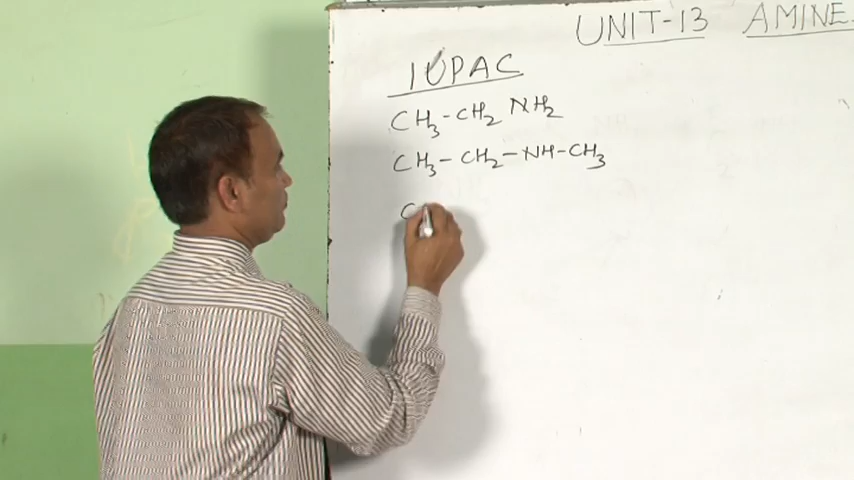 UNIT-13 AMINE
IUPAC
CH3-CH2 NH2
CH3-CH2-NH-CH3
C